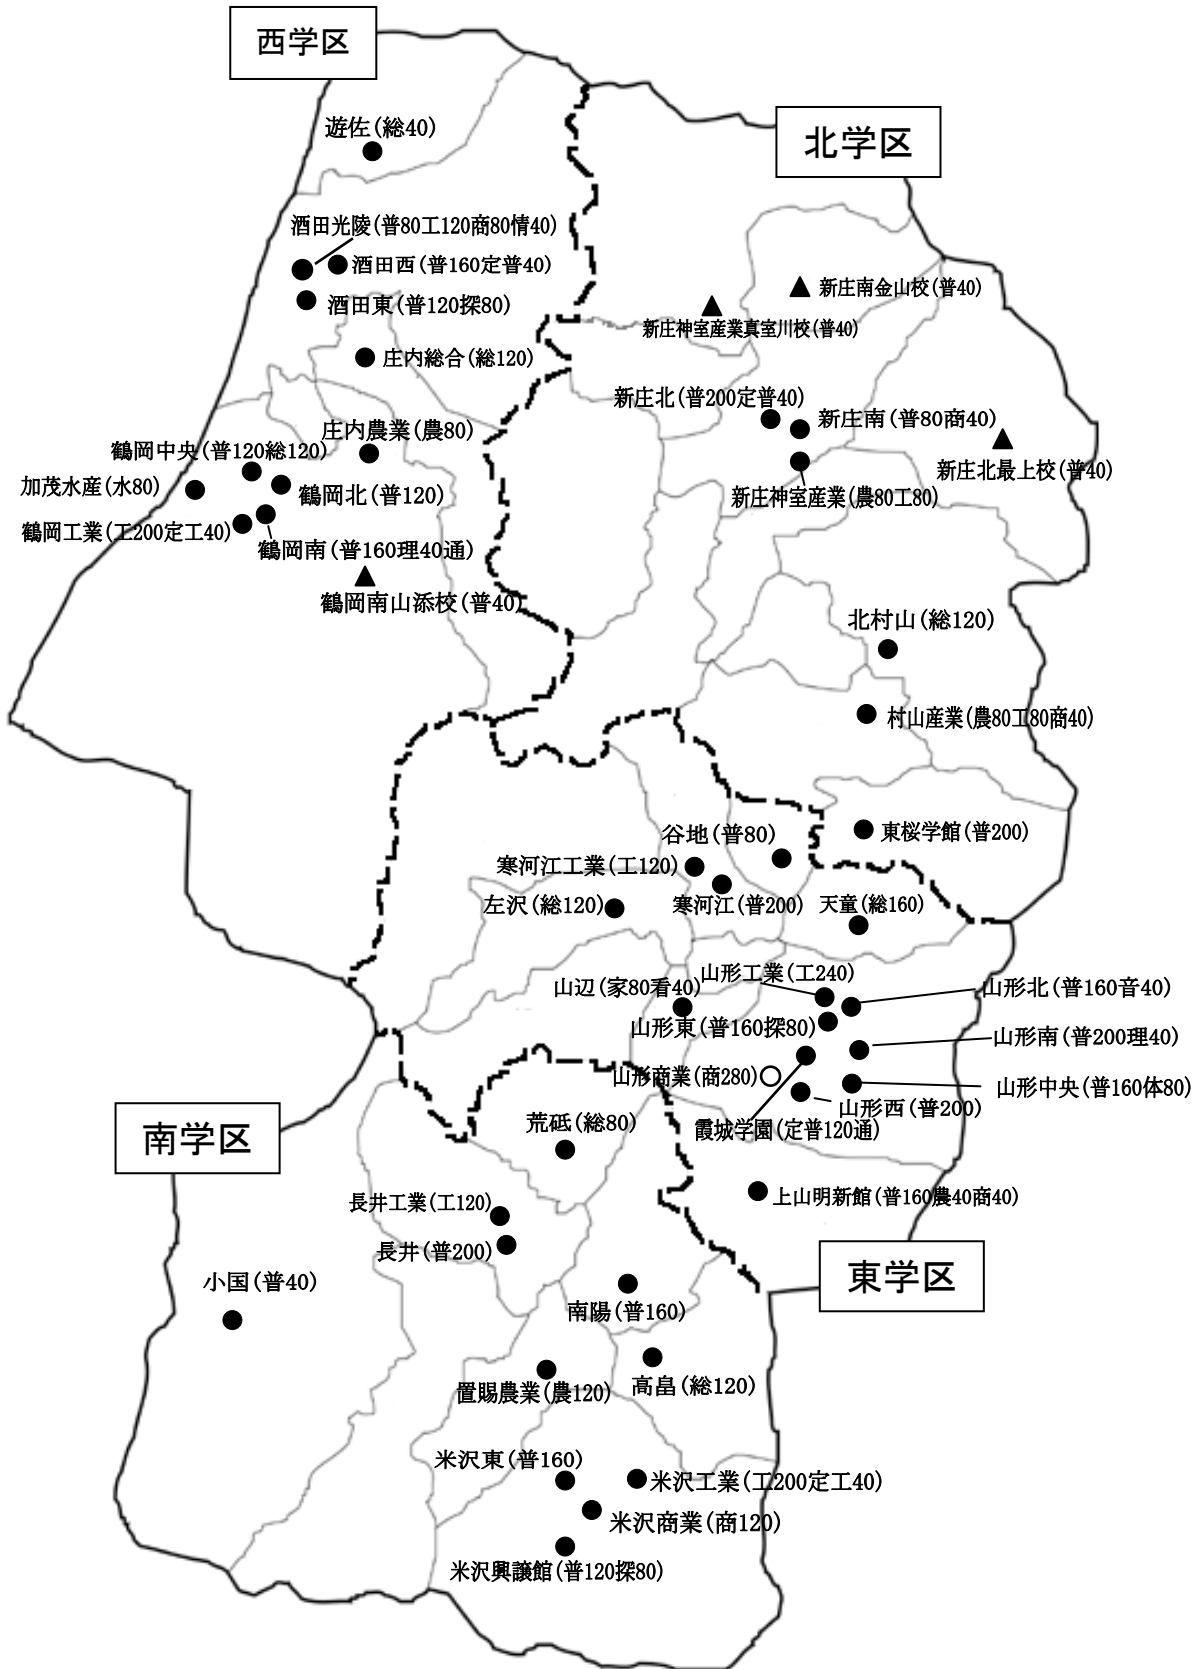 西学区
北学区
遊佐(総40)
酒田光陵(普80工120商80情40)
酒田西(普160定普40)
酒田東(普120探80)
庄内総合(総120)
新庄南金山校(普40)
新庄神室産業真室川校(普40)
新庄北(普200定普40)
新庄南(普80商40)
新庄北最上校(普40)
新庄神室産業(農80工80)
庄内農業(農80)
鶴岡中央(普120総120)
加茂水産(水80)
鶴岡北(普120)
鶴岡工業(工200定工40)
鶴岡南(普160理40通)
鶴岡南山添校(普40)
北村山(総120)
村山産業(農80工80商40)
東桜学館(普200)
谷地(普80)
寒河江工業(工120)
左沢(総120)
寒河江(普200)
天童(総160)
山形工業(工240)
山辺(家80看40)
山形北(普160音40)
山形東(普160探80)
山形南(普200理40)
山形商業(商280)
山形中央(普160体80)
山形西(普200)
霞城学園(定普120通)
南学区
荒砥(総80)
上山明新館(普160農40商40)
長井工業(工120)
長井(普200)
東学区
小国(普40)
南陽(普160)
高畠(総120)
置賜農業(農120)
米沢東(普160)
米沢工業(工200定工40)
米沢商業(商120)
米沢興譲館(普120探80)